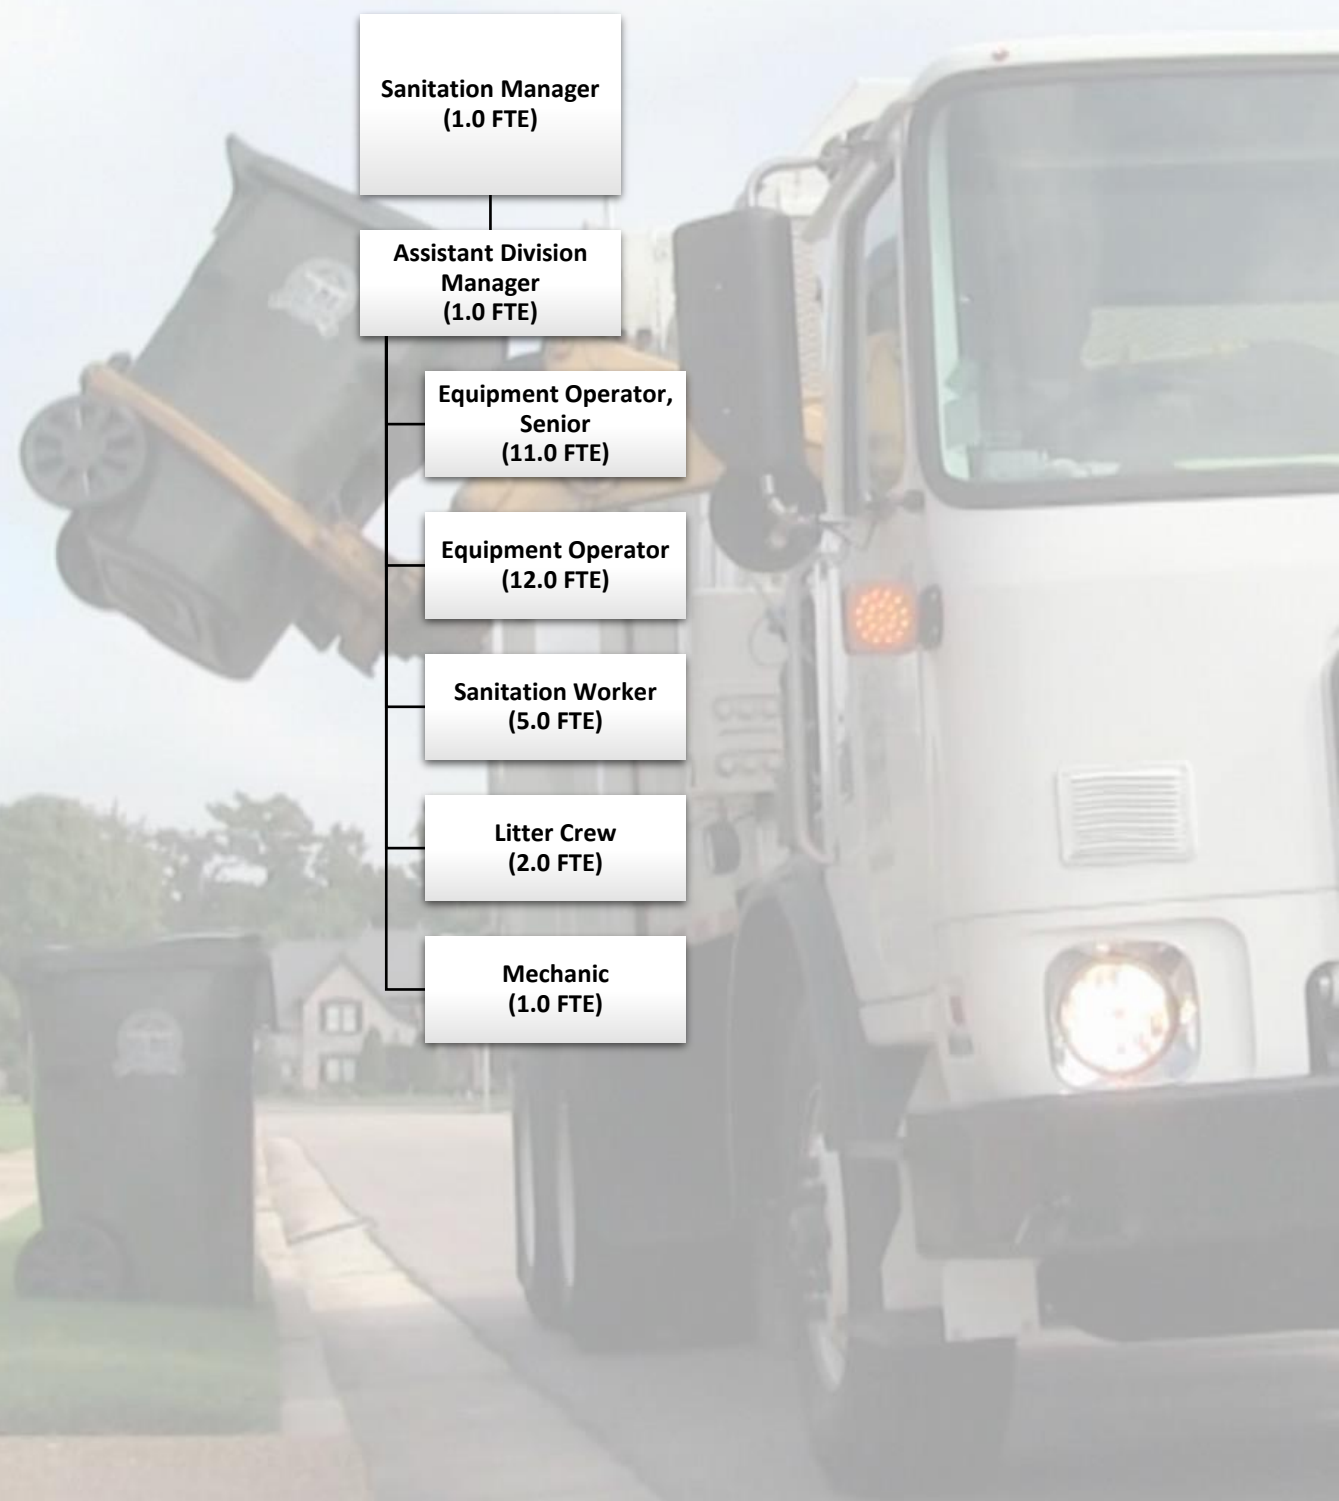 Sanitation Manager
(1.0 FTE)
Assistant Division
Manager
(1.0 FTE)
Equipment Operator,
Senior
(11.0 FTE)
Equipment Operator
(12.0 FTE)
Sanitation Worker
(5.0 FTE)
Litter Crew
(2.0 FTE)
Mechanic
(1.0 FTE)